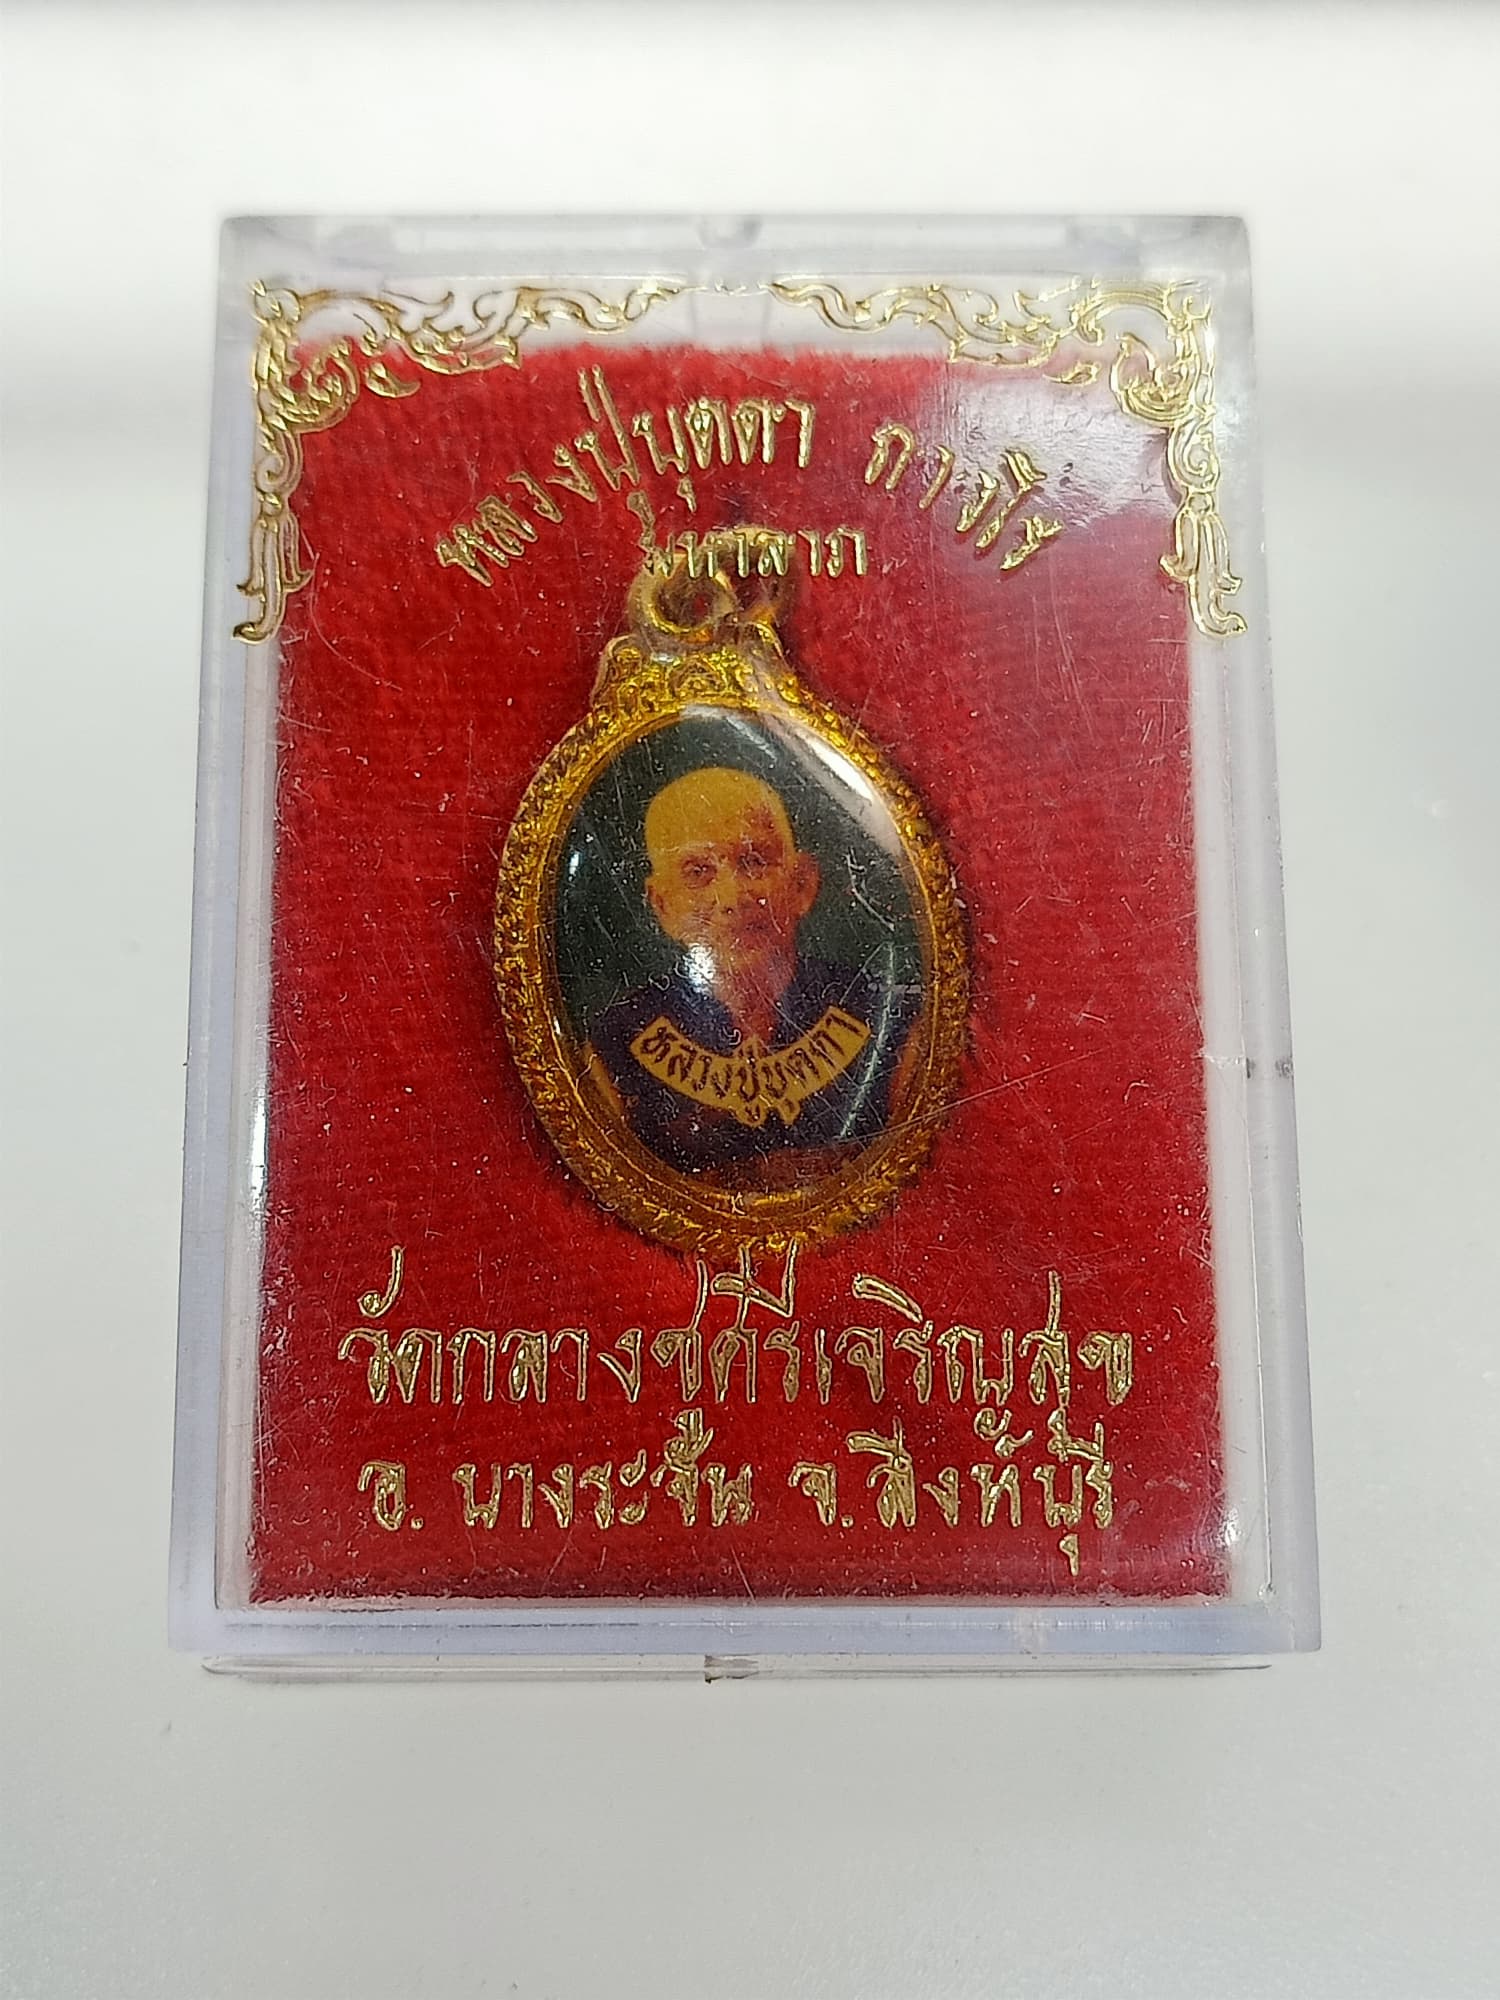 หลวงปู่บุดดา ถาวโร
มหาลาภ
หลวงปู่บุดดา
วัดกลางชูศรีเจริญสุข
อ. บางระจัน จ. สิงห์บุรี